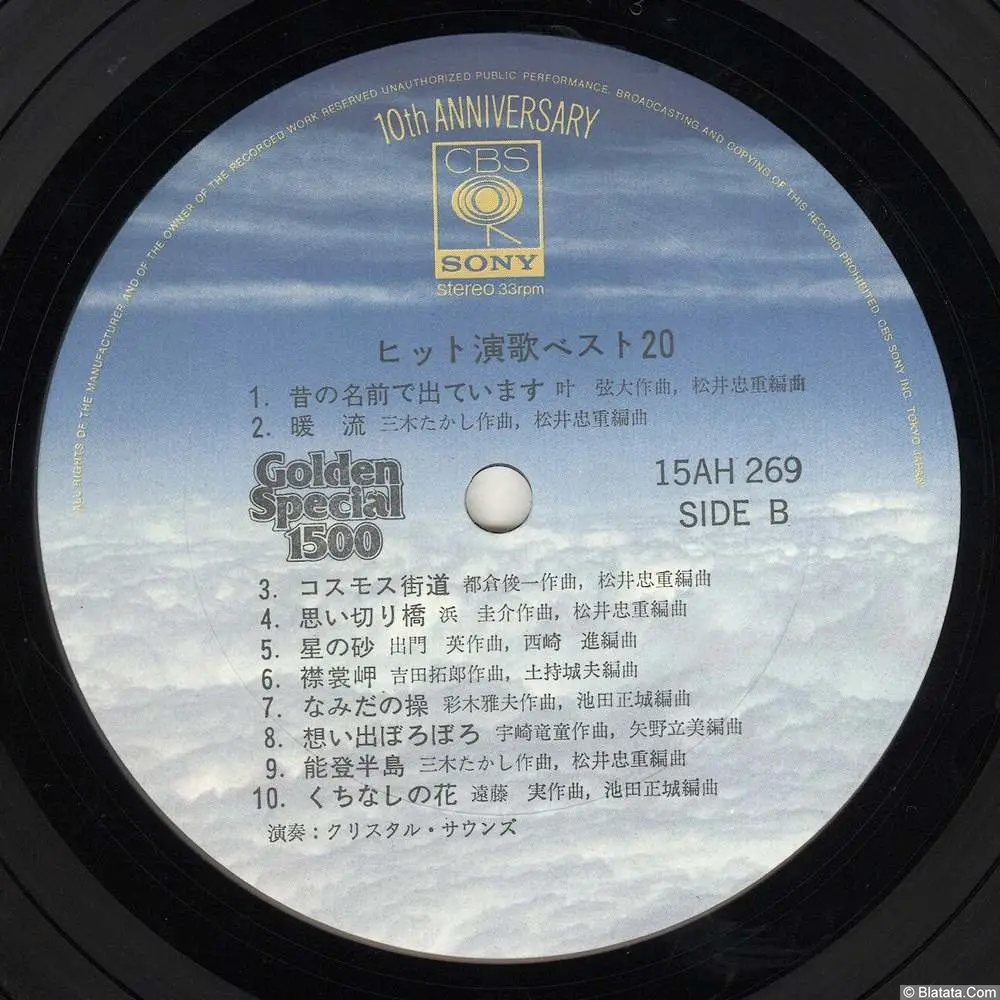 ALL RIGHTS OF THE MANUFACTURER AND OF THE OWNER OF THE RECORDED WORK RESERVED UNAUTHORIZED PUBLIC PERFORMANCE, BROADCASTING AND COPYING OF THIS RECORD PROHIBITED. CBS SONY INC. TOKYO JAPAN
10th ANNIVERSARY
CBS
SONY
stereo 33rpm
ヒット演歌ベスト20
1. 昔の名前で出ています 叶 弦大作曲, 松井忠重編曲
2. 暖 流 三木たかし作曲, 松井忠重編曲
Golden
Special
1500
15AH 269
SIDE B
3. コスモス街道 都倉俊一作曲, 松井忠重編曲
4. 思い切り橋 浜 圭介作曲, 松井忠重編曲
5. 星の砂 出門 英作曲, 西崎 進編曲
6. 襟裳岬 吉田拓郎作曲, 土持城夫編曲
7. なみだの操 彩木雅夫作曲, 池田正城編曲
8. 想い出ぼろぼろ 宇崎竜童作曲, 矢野立美編曲
9. 能登半島 三木たかし作曲, 松井忠重編曲
10. くちなしの花 遠藤 実作曲, 池田正城編曲
演奏：クリスタル・サウンズ
© Blatata.Com